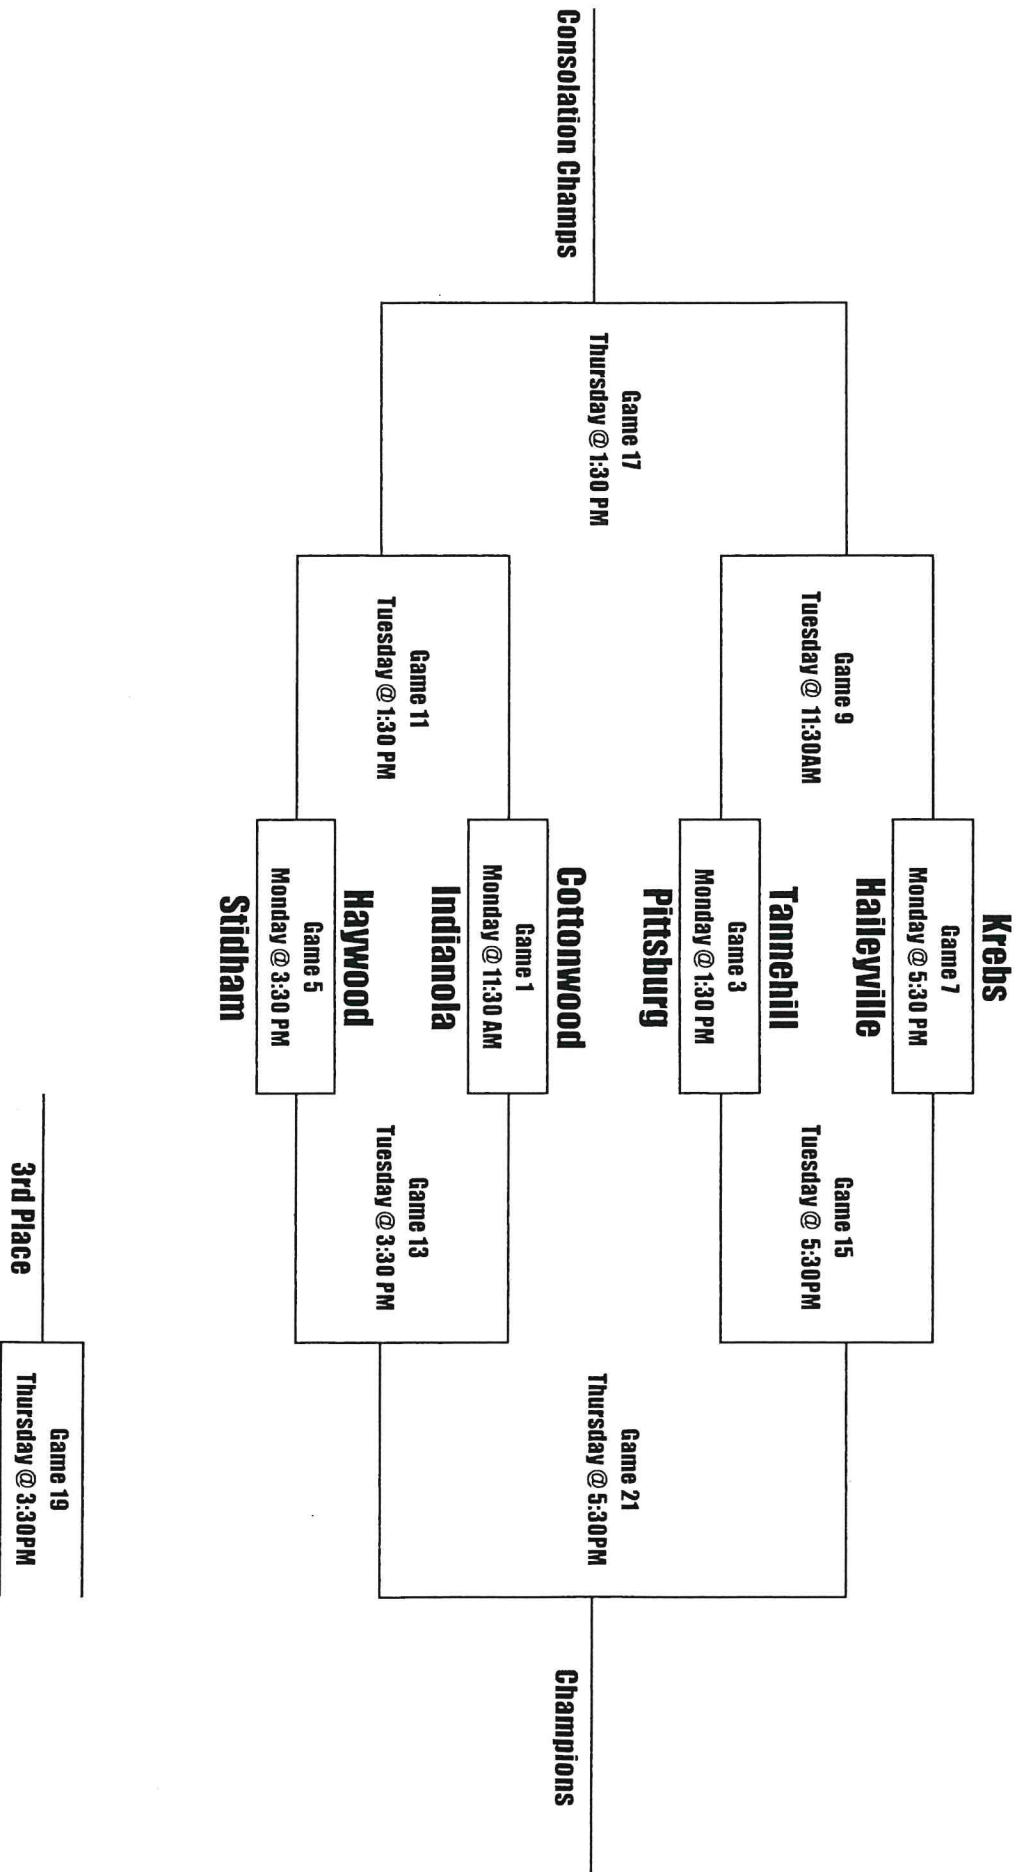 Krebs
Game 7
Monday @ 5:30 PM
Haileyville
Game 9
Tuesday @ 11:30AM
Game 15
Tuesday @ 5:30PM
Tannehill
Game 3
Monday @ 1:30 PM
Pittsburg
Game 17
Thursday @ 1:30 PM
Game 21
Thursday @ 5:30PM
Consolation Champs
Champions
Cottonwood
Game 1
Monday @ 11:30 AM
Indianola
Game 11
Tuesday @ 1:30 PM
Game 13
Tuesday @ 3:30 PM
Haywood
Game 5
Monday @ 3:30 PM
Stidham
Game 19
Thursday @ 3:30PM
3rd Place